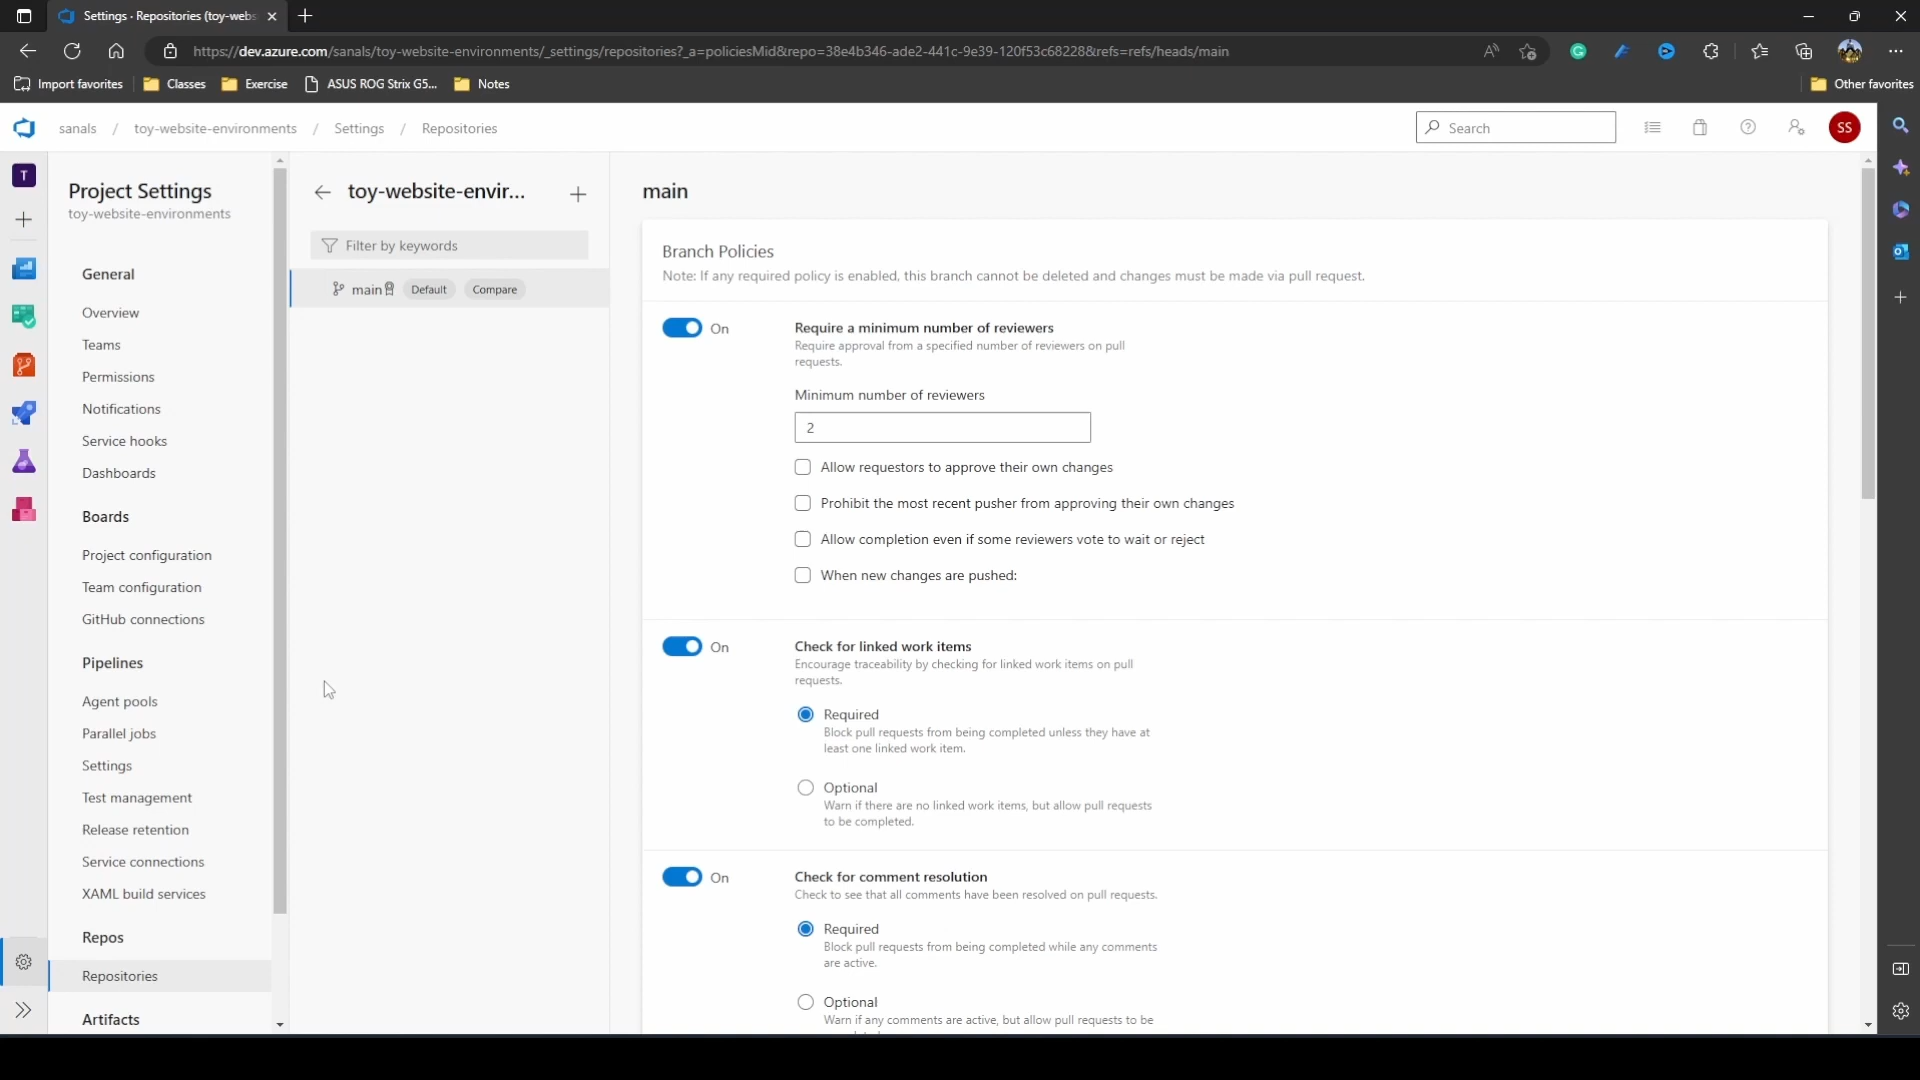 Settings · Repositories (toy-webs
https://dev.azure.com/sanals/toy-website-environments/_settings/repositories?_a=policiesMid&repo=38e4b346-ade2-441c-9e39-120f53c68228&refs=refs/heads/main
Import favorites
Classes
Exercise
ASUS ROG Strix G5...
Notes
Other favorites
sanals / toy-website-environments / Settings / Repositories
Search
SS
T
Project Settings
toy-website-environments
General
Overview
Teams
Permissions
Notifications
Service hooks
Dashboards
Boards
Project configuration
Team configuration
GitHub connections
Pipelines
Agent pools
Parallel jobs
Settings
Test management
Release retention
Service connections
XAML build services
Repos
Repositories
Artifacts
toy-website-envir...
Filter by keywords
main Default Compare
main
Branch Policies
Note: If any required policy is enabled, this branch cannot be deleted and changes must be made via pull request.
On
Require a minimum number of reviewers
Require approval from a specified number of reviewers on pull
requests.
Minimum number of reviewers
2
Allow requestors to approve their own changes
Prohibit the most recent pusher from approving their own changes
Allow completion even if some reviewers vote to wait or reject
When new changes are pushed:
On
Check for linked work items
Encourage traceability by checking for linked work items on pull
requests.
Required
Block pull requests from being completed unless they have at
least one linked work item.
Optional
Warn if there are no linked work items, but allow pull requests
to be completed.
On
Check for comment resolution
Check to see that all comments have been resolved on pull requests.
Required
Block pull requests from being completed while any comments
are active.
Optional
Warn if any comments are active, but allow pull requests to be